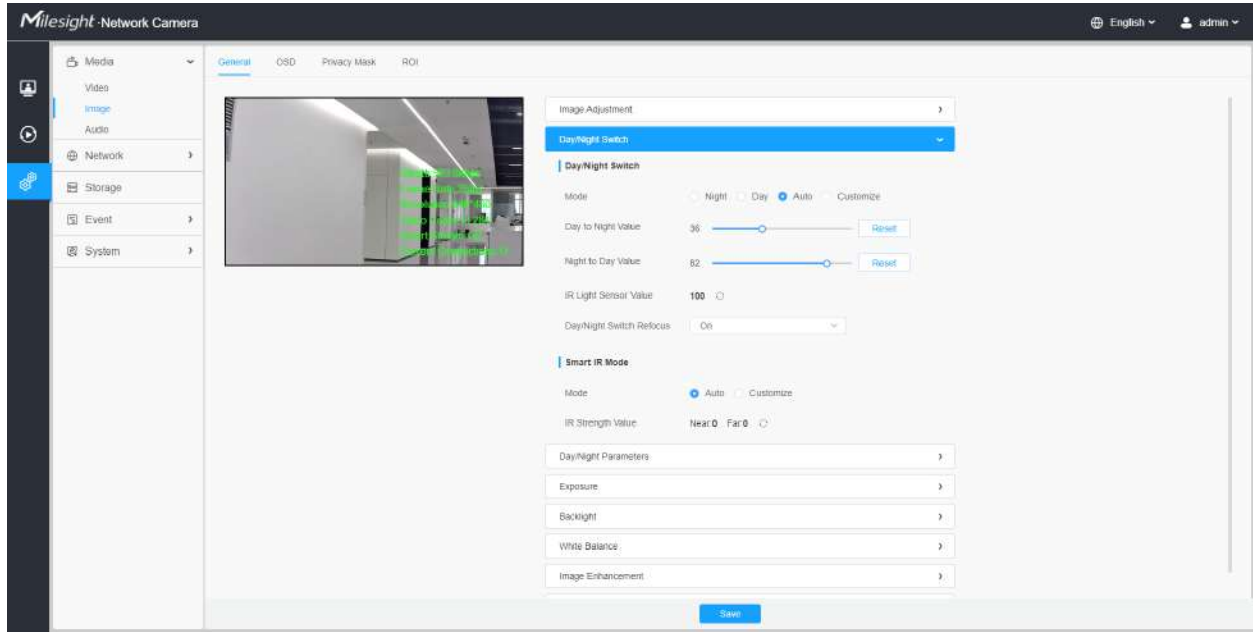 Milesight·Network Camera
English
admin
Media
Video
Image
Audio
Network
Storage
Event
System
General
OSD
Privacy Mask
ROI
Image Adjustment
Day/Night Switch
Day/Night Switch
Mode
Night
Day
Auto
Customize
Day to Night Value
36
Reset
Night to Day Value
82
Reset
IR Light Sensor Value
100
Day/Night Switch Refocus
On
Smart IR Mode
Mode
Auto
Customize
IR Strength Value
Near 0 Far 0
Day/Night Parameters
Exposure
Backlight
White Balance
Image Enhancement
Save